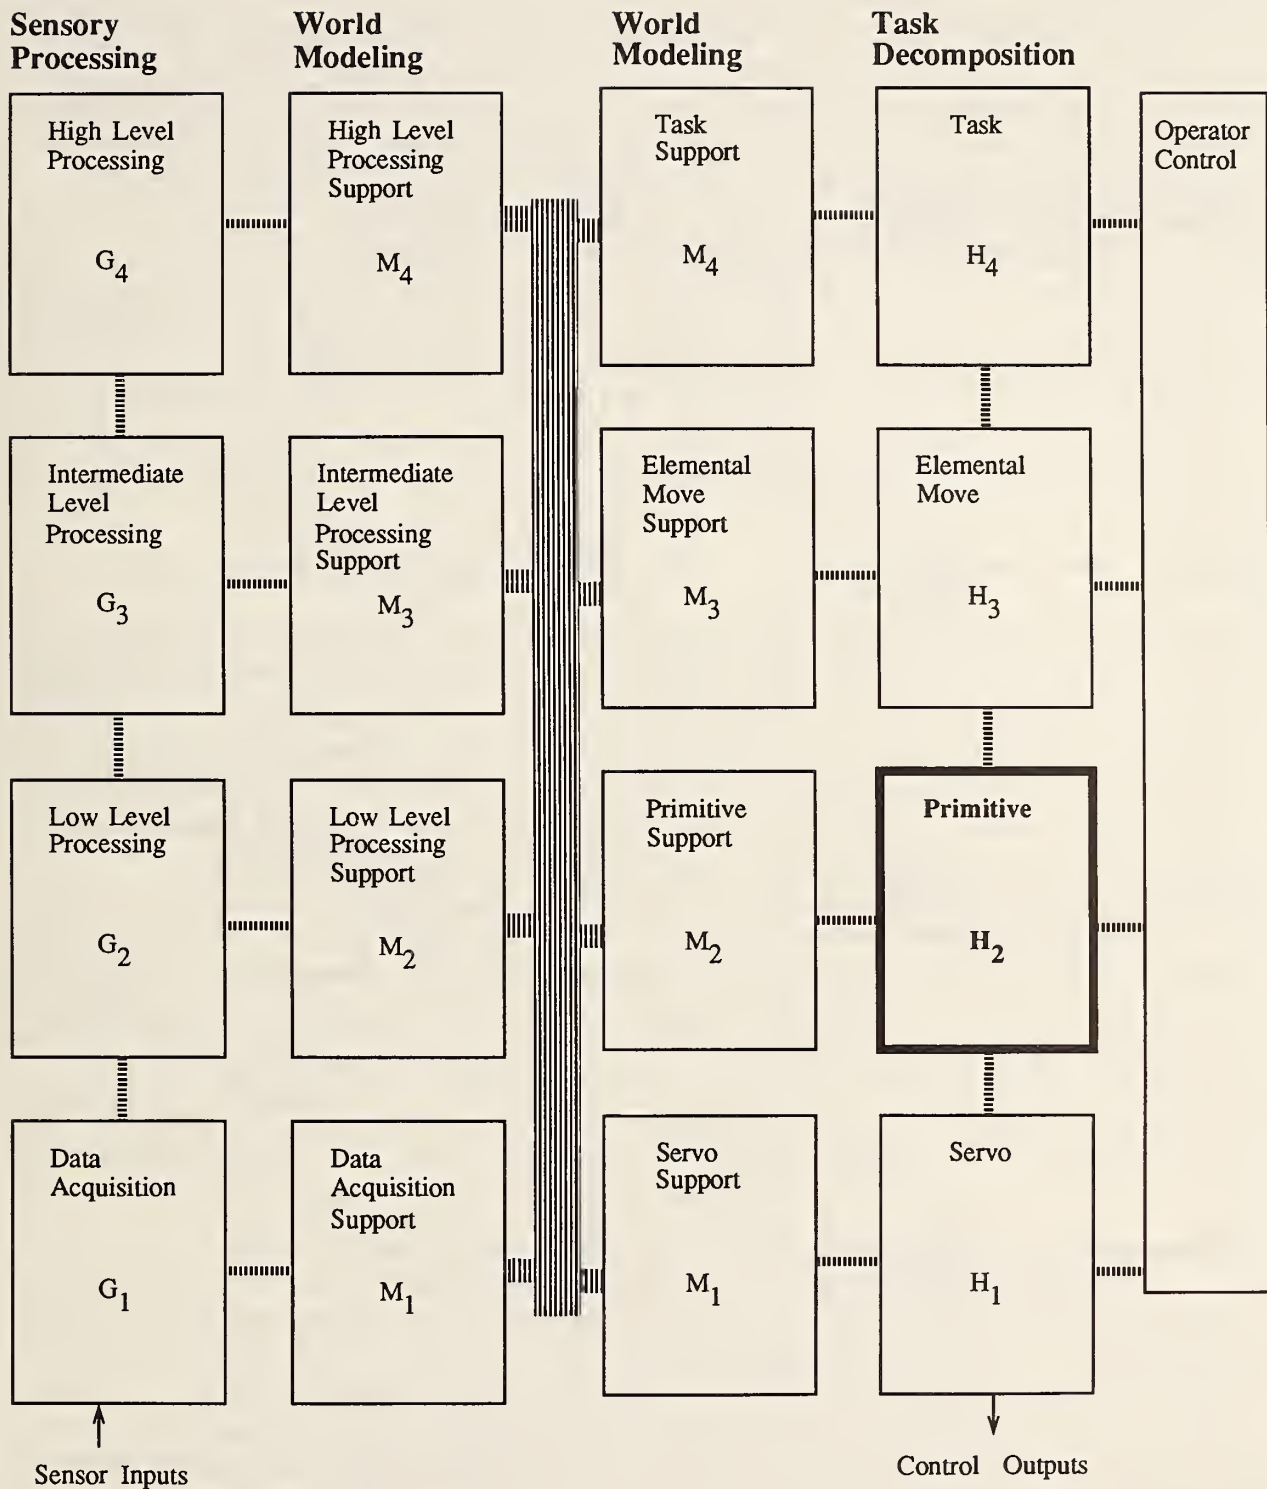 Sensory
Processing
World
Modeling
World
Modeling
Task
Decomposition
High Level
Processing
G4
High Level
Processing
Support
M4
Task
Support
M4
Task
H4
Operator
Control
Intermediate
Level
Processing
G3
Intermediate
Level
Processing
Support
M3
Elemental
Move
Support
M3
Elemental
Move
H3
Low Level
Processing
G2
Low Level
Processing
Support
M2
Primitive
Support
M2
Primitive
H2
Data
Acquisition
G1
Data
Acquisition
Support
M1
Servo
Support
M1
Servo
H1
Sensor Inputs
Control Outputs